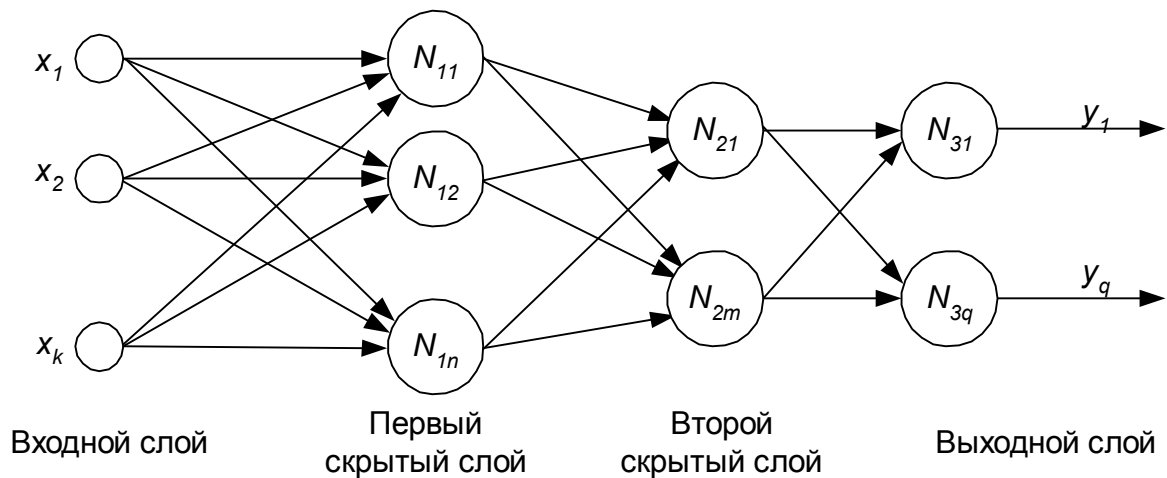 x1
N11
x2
N12
N21
N31
y1
xk
N1n
N2m
N3q
yq
Входной слой
Первый
скрытый слой
Второй
скрытый слой
Выходной слой